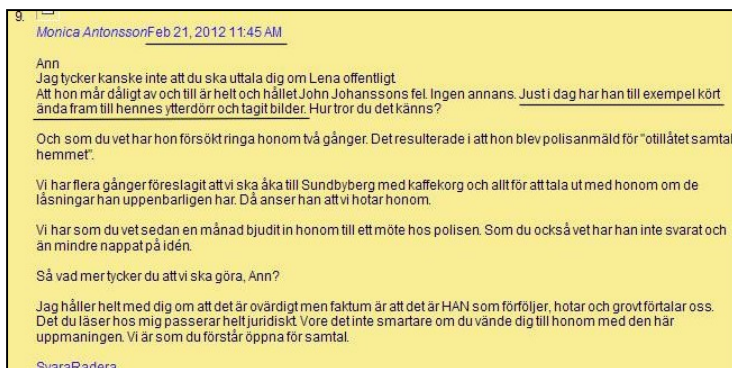 9.
Monica AntonssonFeb 21, 2012 11:45 AM
Ann
Jag tycker kanske inte att du ska uttala dig om Lena offentligt.
Att hon mår dåligt av och till är helt och hållet John Johanssons fel. Ingen annans. Just i dag har han till exempel kört
ända fram till hennes ytterdörr och tagit bilder. Hur tror du det känns?
Och som du vet har hon försökt ringa honom två gånger. Det resulterade i att hon blev polisanmäld för "otillåtet samtal
hemmet".
Vi har flera gånger föreslagit att vi ska åka till Sundbyberg med kaffekorg och allt för att tala ut med honom om de
låsningar han uppenbarligen har. Då anser han att vi hotar honom.
Vi har som du vet sedan en månad bjudit in honom till ett möte hos polisen. Som du också vet har han inte svarat och
än mindre nappat på idén.
Så vad mer tycker du att vi ska göra, Ann?
Jag håller helt med dig om att det är ovärdigt men faktum är att det är HAN som förföljer, hotar och grovt förtalar oss.
Det du läser hos mig passerar helt juridiskt. Vore det inte smartare om du vände dig till honom med den här
uppmaningen. Vi är som du förstår öppna för samtal.
SvaraRadera